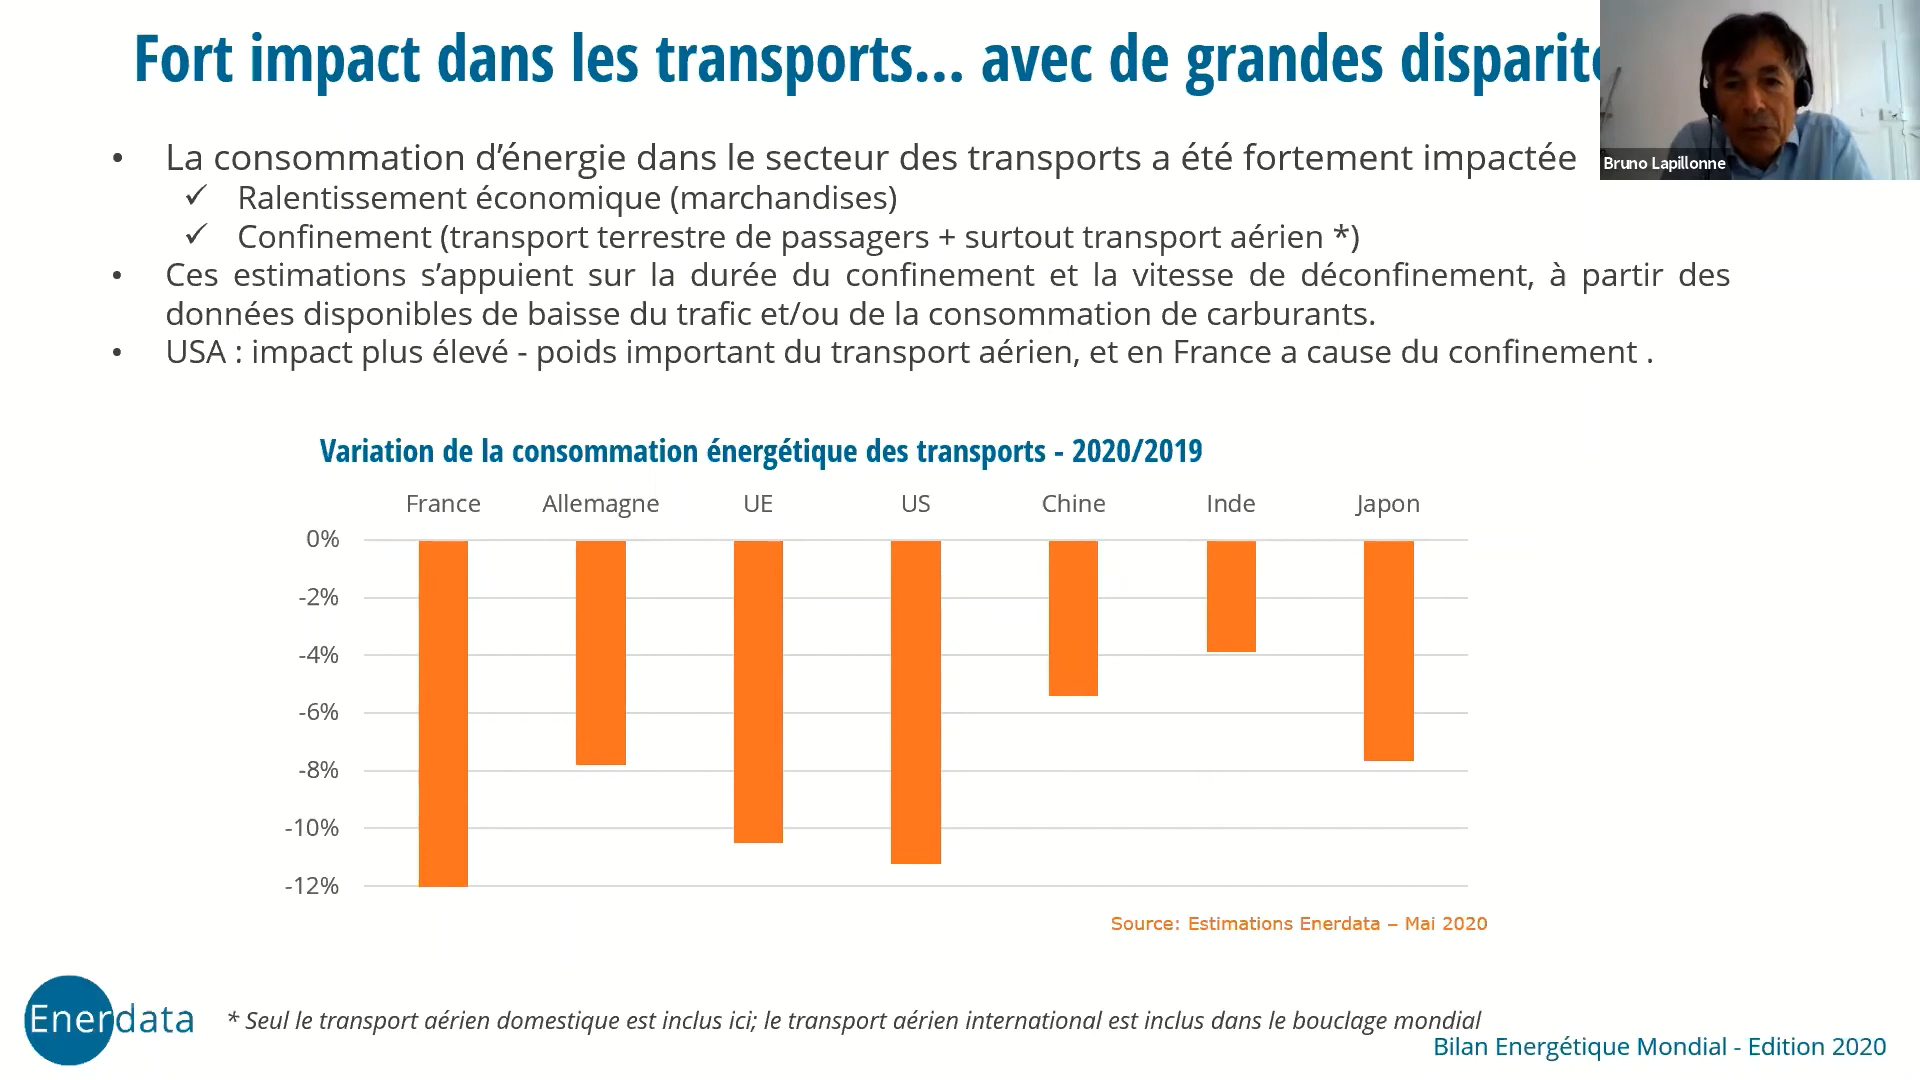 Fort impact dans les transports... avec de grandes
Bruno Lapillonne
• La consommation d’énergie dans le secteur des transports a été fortement impactée
✓ Ralentissement économique (marchandises)
✓ Confinement (transport terrestre de passagers + surtout transport aérien *)
• Ces estimations s’appuient sur la durée du confinement et la vitesse de déconfinement, à partir des
données disponibles de baisse du trafic et/ou de la consommation de carburants.
• USA : impact plus élevé - poids important du transport aérien, et en France a cause du confinement .
Variation de la consommation énergétique des transports - 2020/2019
France Allemagne UE US Chine Inde Japon
0%
-2%
-4%
-6%
-8%
-10%
-12%
Source: Estimations Enerdata – Mai 2020
Enerdata
* Seul le transport aérien domestique est inclus ici; le transport aérien international est inclus dans le bouclage mondial
Bilan Energétique Mondial - Edition 2020